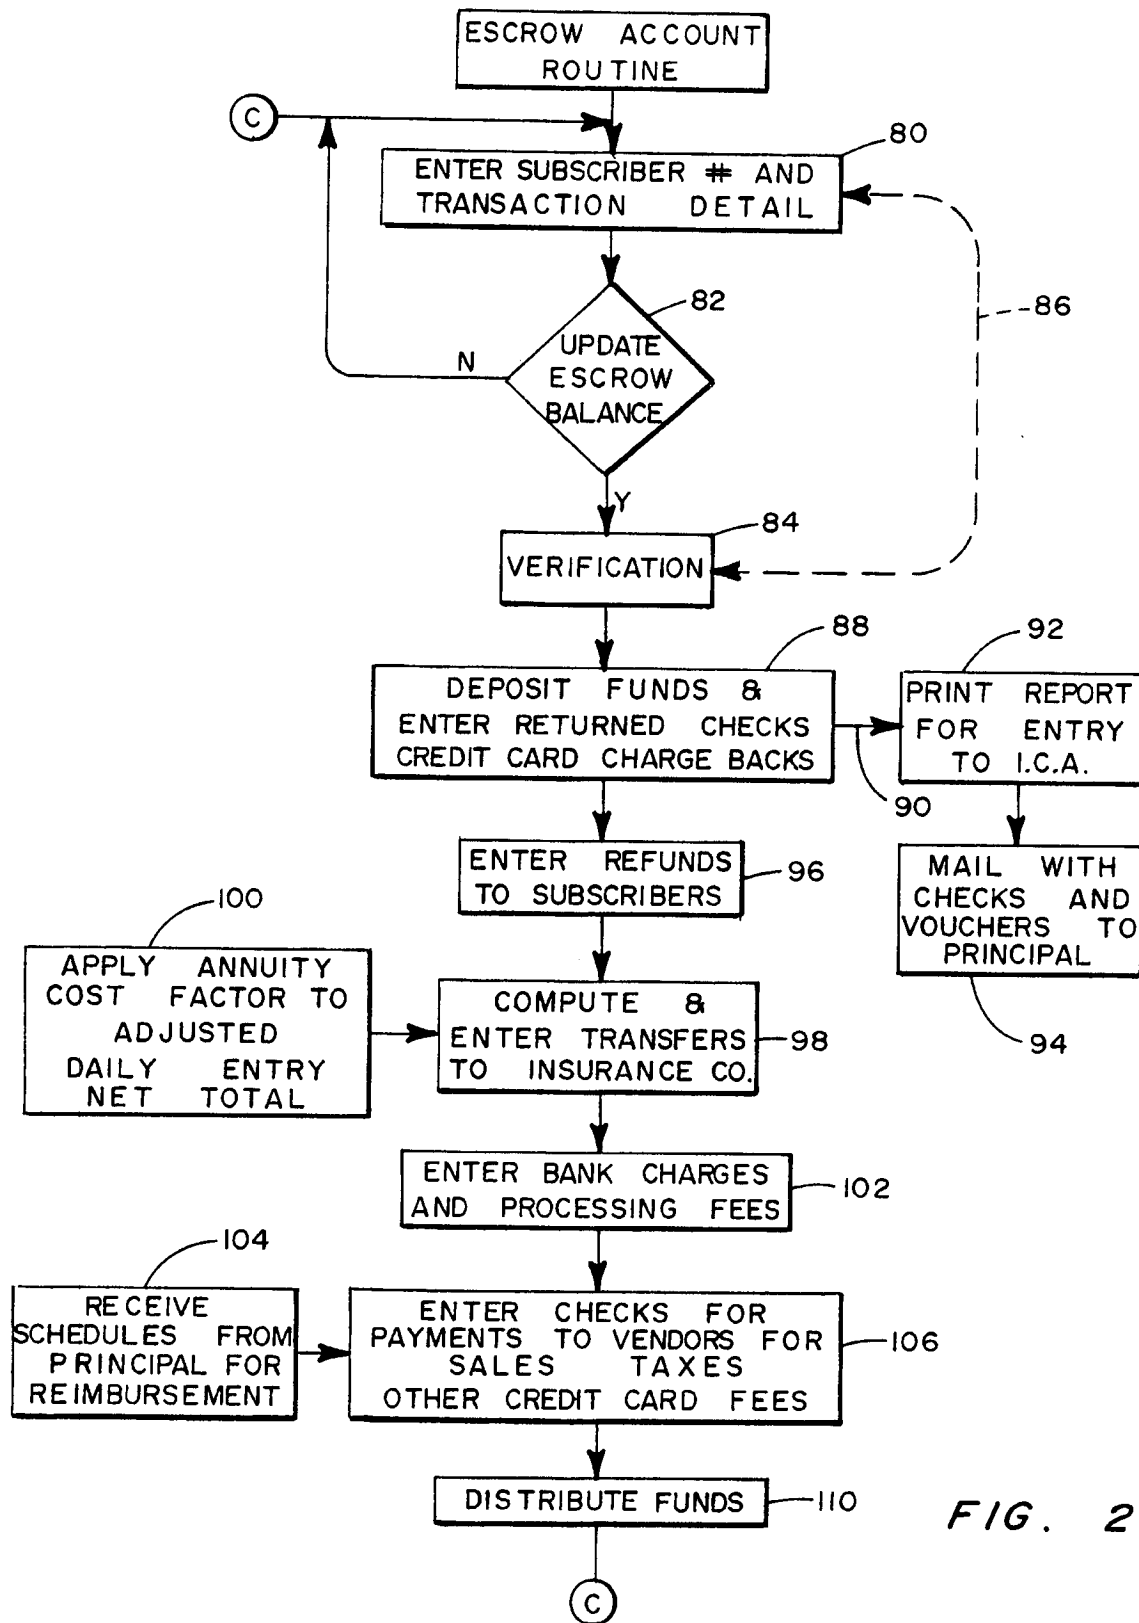 ESCROW ACCOUNT
ROUTINE
C
80
ENTER SUBSCRIBER # AND
TRANSACTION DETAIL
82
86
UPDATE
ESCROW
BALANCE
N
Y
84
VERIFICATION
88
92
DEPOSIT FUNDS &
ENTER RETURNED CHECKS
CREDIT CARD CHARGE BACKS
PRINT REPORT
FOR ENTRY
TO I.C.A.
90
ENTER REFUNDS
TO SUBSCRIBERS
96
MAIL WITH
CHECKS AND
VOUCHERS TO
PRINCIPAL
94
100
APPLY ANNUITY
COST FACTOR TO
ADJUSTED
DAILY ENTRY
NET TOTAL
COMPUTE &
ENTER TRANSFERS
TO INSURANCE CO.
98
ENTER BANK CHARGES
AND PROCESSING FEES
102
104
RECEIVE
SCHEDULES FROM
PRINCIPAL FOR
REIMBURSEMENT
ENTER CHECKS FOR
PAYMENTS TO VENDORS FOR
SALES TAXES
OTHER CREDIT CARD FEES
106
DISTRIBUTE FUNDS
110
FIG. 2
C